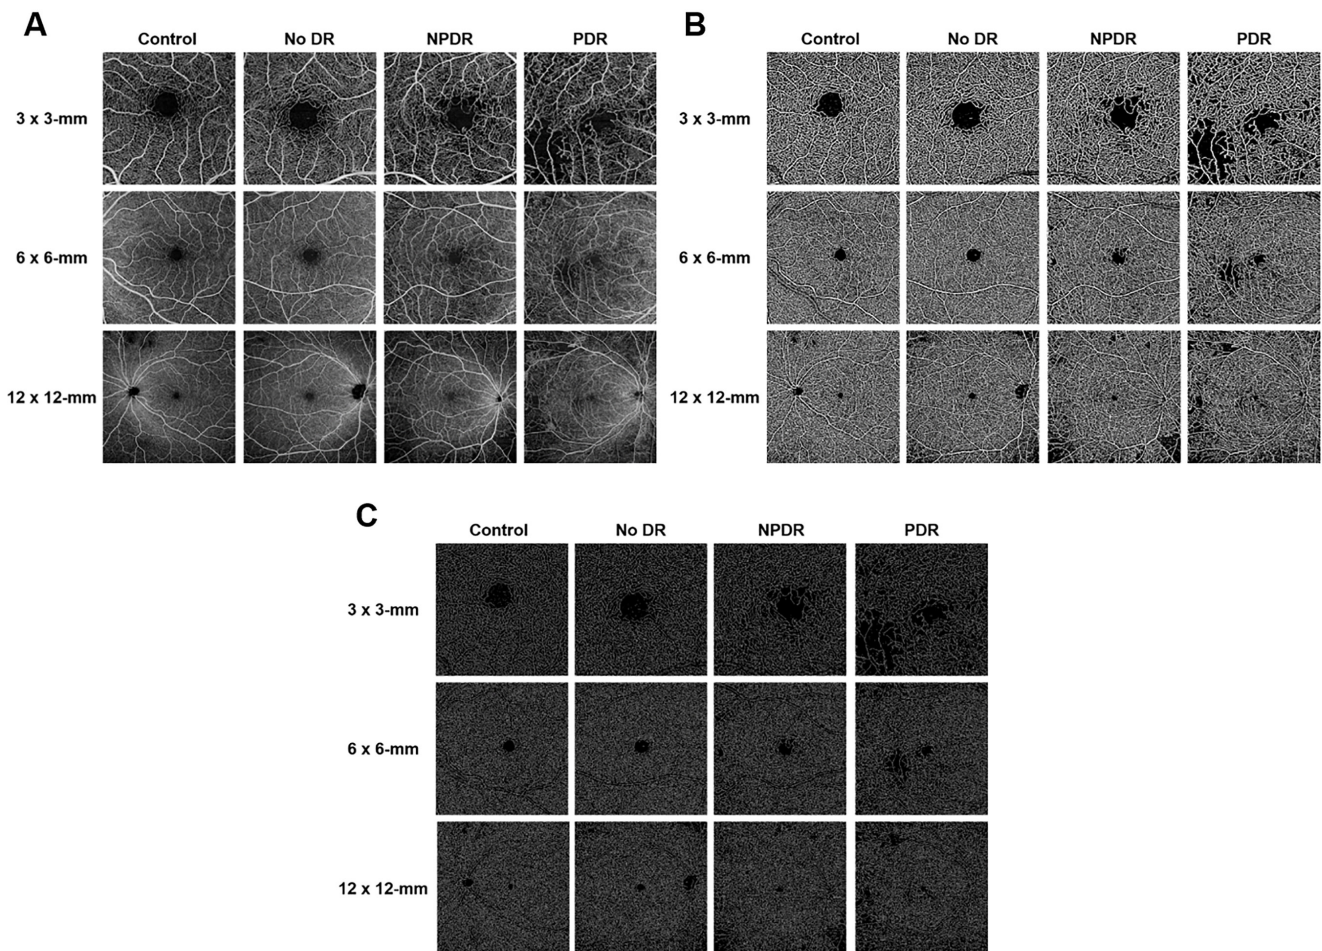 A
Control No DR NPDR PDR
3 x 3-mm
6 x 6-mm
12 x 12-mm
B
Control No DR NPDR PDR
3 x 3-mm
6 x 6-mm
12 x 12-mm
C
Control No DR NPDR PDR
3 x 3-mm
6 x 6-mm
12 x 12-mm